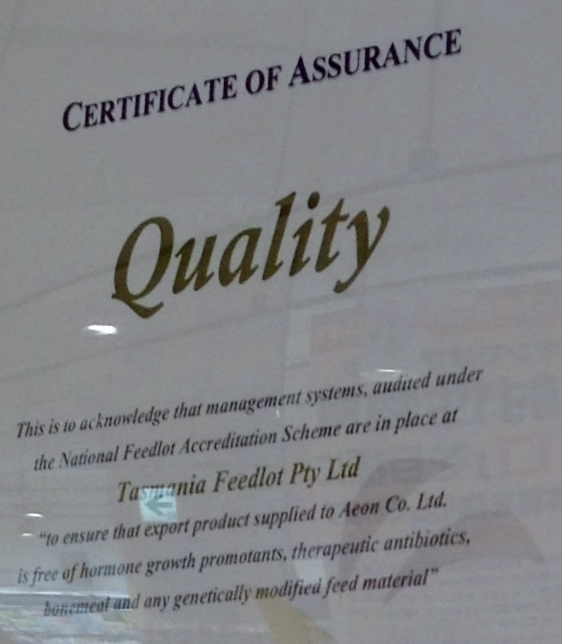 CERTIFICATE OF ASSURANCE
Quality
This is to acknowledge that management systems, audited under
the National Feedlot Accreditation Scheme are in place at
Tasmania Feedlot Pty Ltd
"to ensure that export product supplied to Aeon Co. Ltd.
is free of hormone growth promotants, therapeutic antibiotics,
bonemeal and any genetically modified feed material"